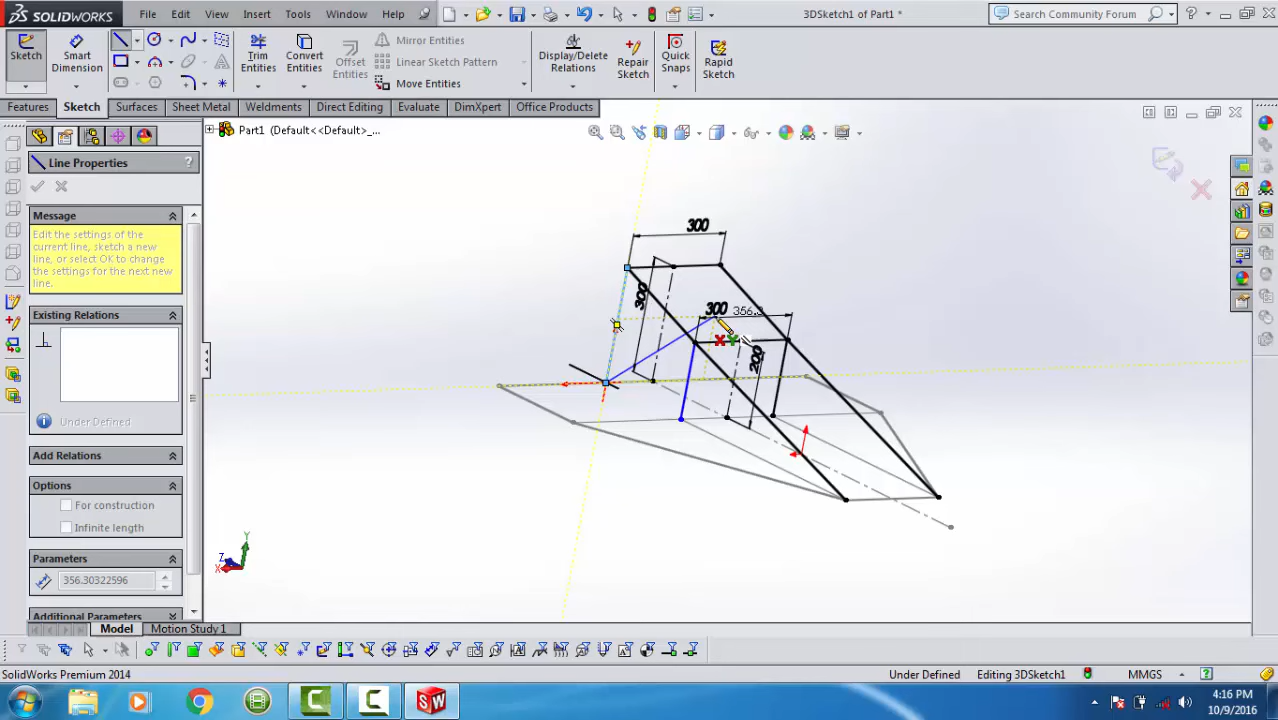 SOLIDWORKS File Edit View Insert Tools Window Help 3DSketch1 of Part1 * Search Community Forum ?
Sketch
Smart
Dimension
Trim
Entities
Convert
Entities
Offset
Entities
Mirror Entities
Linear Sketch Pattern
Move Entities
Display/Delete
Relations
Repair
Sketch
Quick
Snaps
Rapid
Sketch
Features Sketch Surfaces Sheet Metal Weldments Direct Editing Evaluate DimXpert Office Products
Part1 (Default<<Default>_...
Line Properties ?
Message
Edit the settings of the
current line, sketch a new
line, or select OK to change
the settings for the next new
line.
Existing Relations
Under Defined
Add Relations
Options
For construction
Infinite length
Parameters
356.30322596
Additional Parameters
300
300
300 356.3
200
Y
Z
X
Model Motion Study 1
SolidWorks Premium 2014 Under Defined Editing 3DSketch1 MMGS ?
4:16 PM
10/9/2016